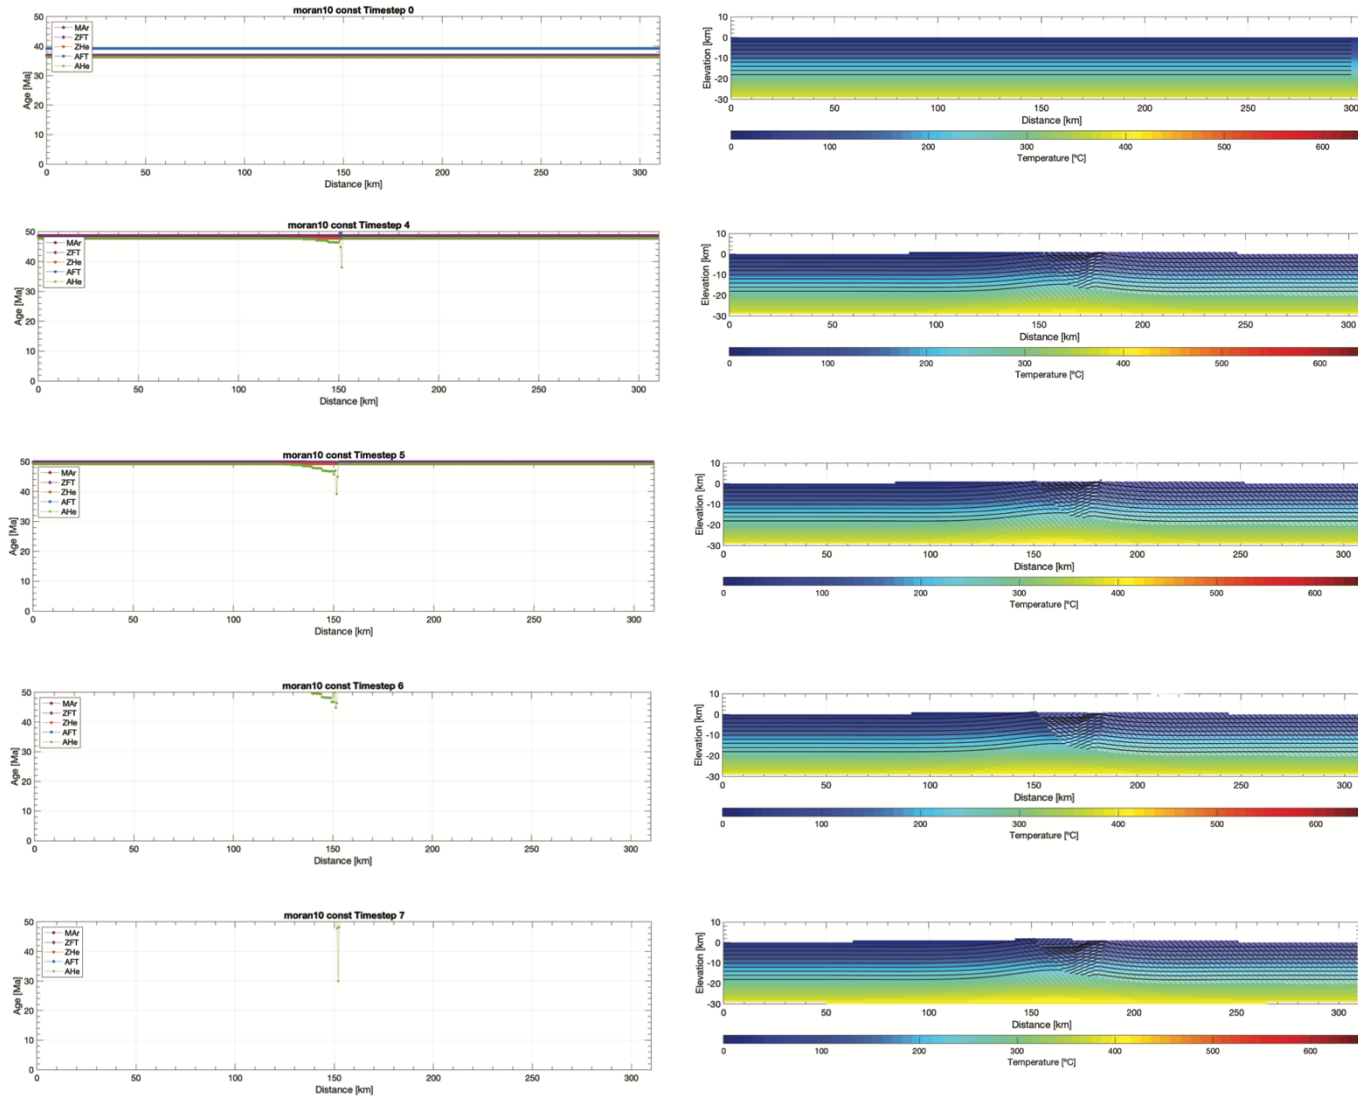 moran10 const Timestep 0
MAr
ZFT
ZHe
AFT
AHe
Age [Ma]
50
40
30
20
10
0
0 50 100 150 200 250 300
Distance [km]
Elevation [km]
10
0
-10
-20
-30
0 50 100 150 200 250 300
Distance [km]
0 100 200 300 400 500 600
Temperature [ºC]
moran10 const Timestep 4
MAr
ZFT
ZHe
AFT
AHe
Age [Ma]
50
40
30
20
10
0
0 50 100 150 200 250 300
Distance [km]
Elevation [km]
10
0
-10
-20
-30
0 50 100 150 200 250 300
Distance [km]
0 100 200 300 400 500 600
Temperature [ºC]
moran10 const Timestep 5
MAr
ZFT
ZHe
AFT
AHe
Age [Ma]
50
40
30
20
10
0
0 50 100 150 200 250 300
Distance [km]
Elevation [km]
10
0
-10
-20
-30
0 50 100 150 200 250 300
Distance [km]
0 100 200 300 400 500 600
Temperature [ºC]
moran10 const Timestep 6
MAr
ZFT
ZHe
AFT
AHe
Age [Ma]
50
40
30
20
10
0
0 50 100 150 200 250 300
Distance [km]
Elevation [km]
10
0
-10
-20
-30
0 50 100 150 200 250 300
Distance [km]
0 100 200 300 400 500 600
Temperature [ºC]
moran10 const Timestep 7
MAr
ZFT
ZHe
AFT
AHe
Age [Ma]
50
40
30
20
10
0
0 50 100 150 200 250 300
Distance [km]
Elevation [km]
10
0
-10
-20
-30
0 50 100 150 200 250 300
Distance [km]
0 100 200 300 400 500 600
Temperature [ºC]